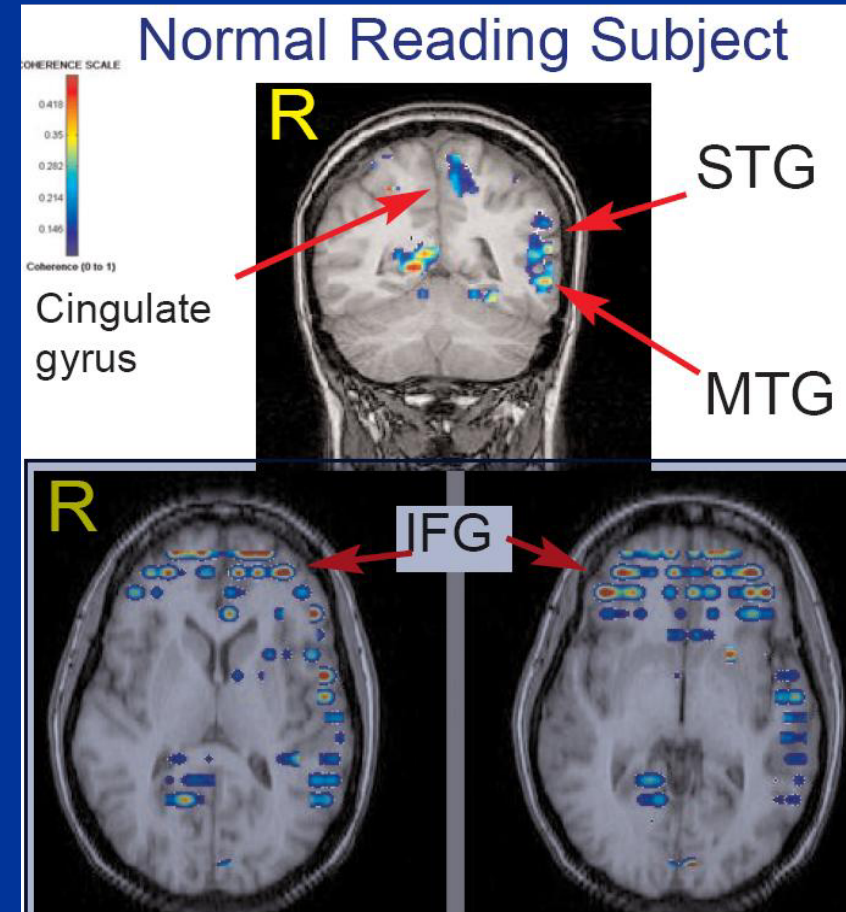 Normal Reading Subject
OHERENCE SCALE
0.418
0.35
0.282
0.214
0.146
Coherence (0 to 1)
R
STG
Cingulate
gyrus
MTG
R
IFG